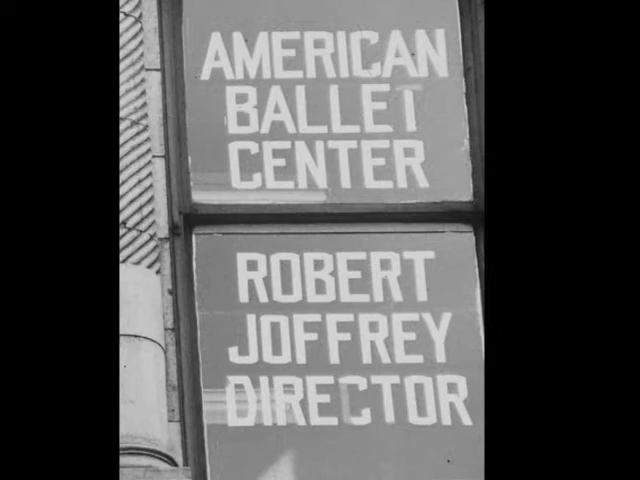 AMERICAN
BALLET
CENTER
ROBERT
JOFFREY
DIRECTOR